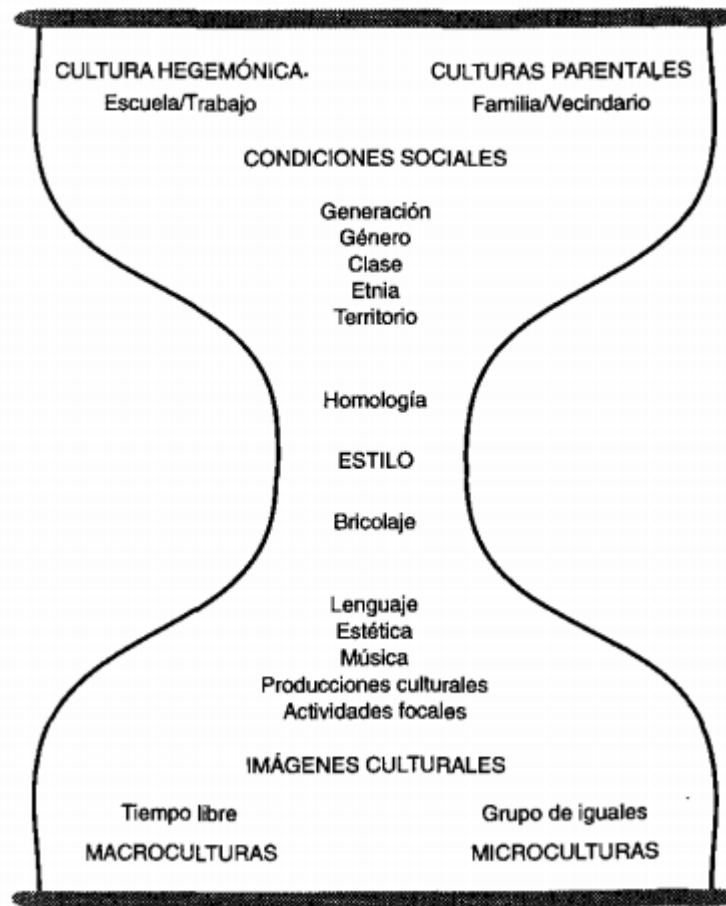 CULTURA HEGEMÓNICA. CULTURAS PARENTALES
Escuela/Trabajo Familia/Vecindario
CONDICIONES SOCIALES
Generación
Género
Clase
Etnia
Territorio
Homología
ESTILO
Bricolaje
Lenguaje
Estética
Música
Producciones culturales
Actividades focales
IMÁGENES CULTURALES
Tiempo libre Grupo de iguales
MACROCULTURAS MICROCULTURAS